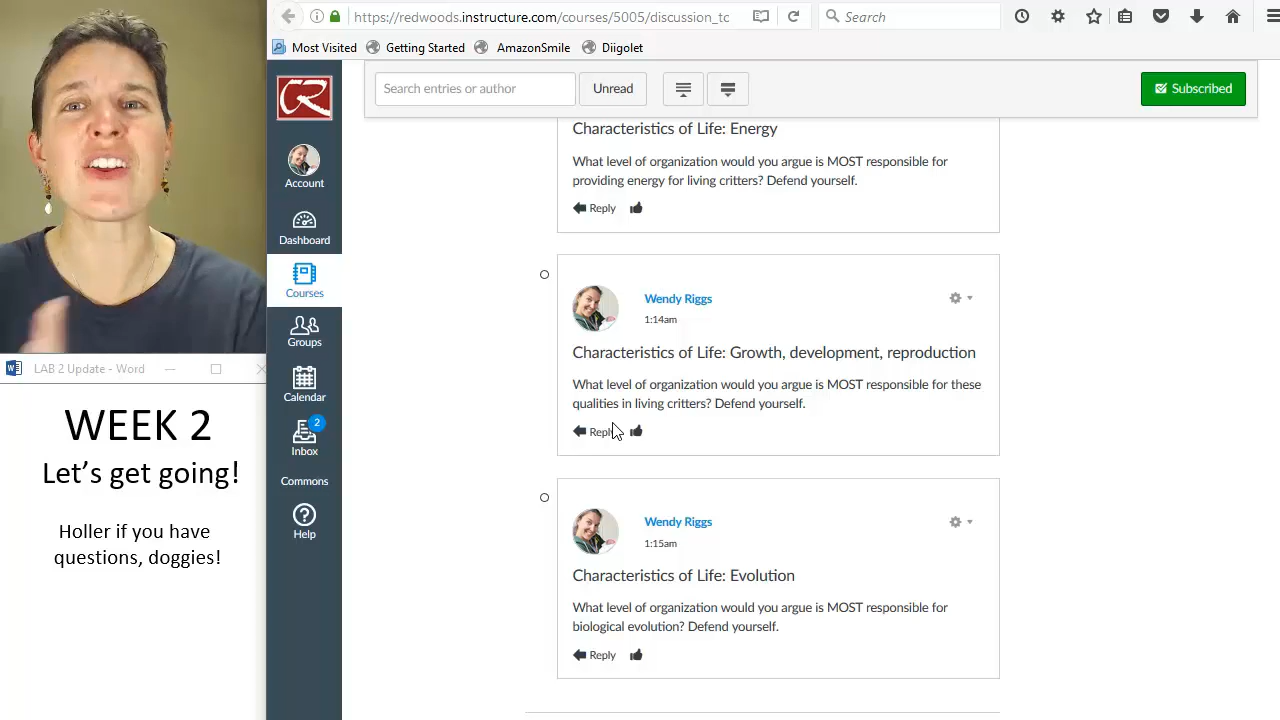 https://redwoods.instructure.com/courses/5005/discussion_tc
Search
Most Visited
Getting Started
AmazonSmile
Diigolet
Search entries or author
Unread
Subscribed
Account
Dashboard
Courses
Groups
Calendar
2
Inbox
Commons
Help
Characteristics of Life: Energy
What level of organization would you argue is MOST responsible for
providing energy for living critters? Defend yourself.
Reply
Wendy Riggs
1:14am
Characteristics of Life: Growth, development, reproduction
What level of organization would you argue is MOST responsible for these
qualities in living critters? Defend yourself.
Reply
Wendy Riggs
1:15am
Characteristics of Life: Evolution
What level of organization would you argue is MOST responsible for
biological evolution? Defend yourself.
Reply
LAB 2 Update - Word
WEEK 2
Let's get going!
Holler if you have
questions, doggies!